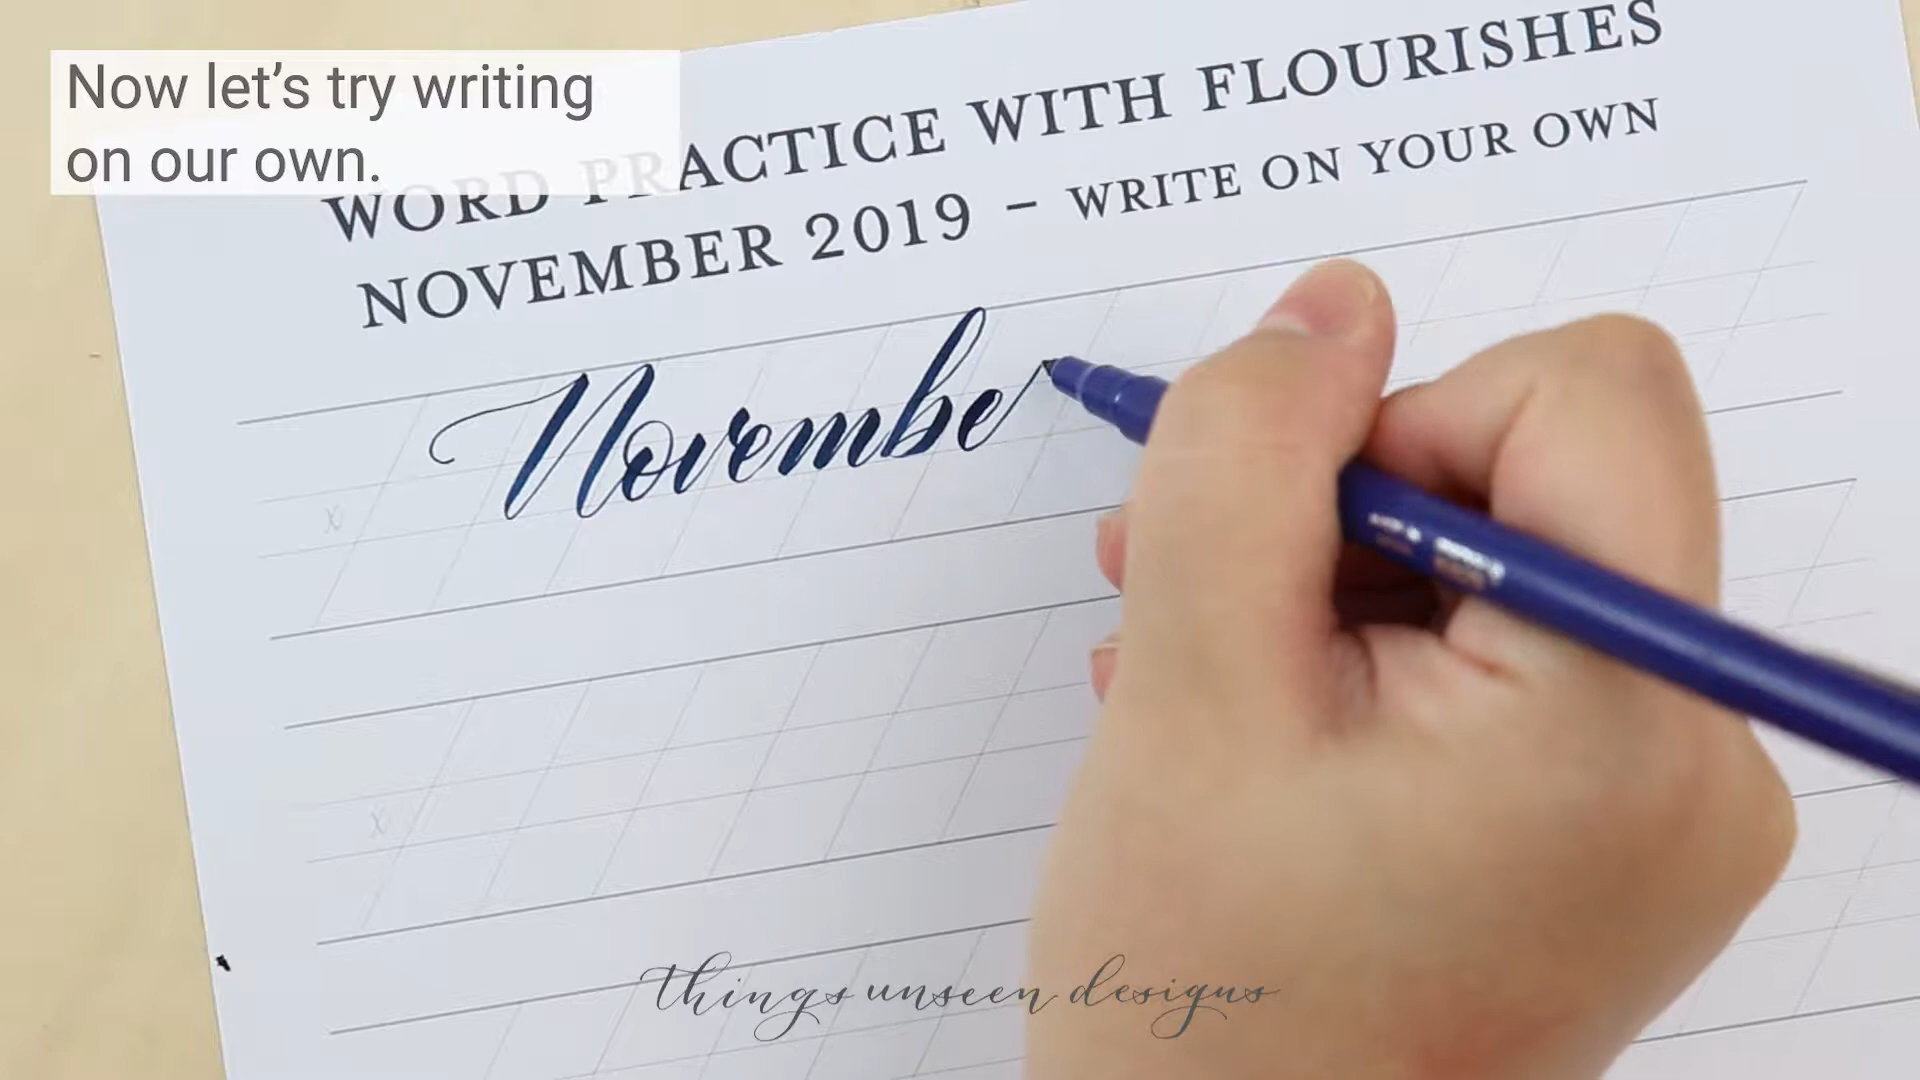 Now let’s try writing
on our own.
WORD PRACTICE WITH FLOURISHES
NOVEMBER 2019 – WRITE ON YOUR OWN
Novembe
x
x
things unseen designs